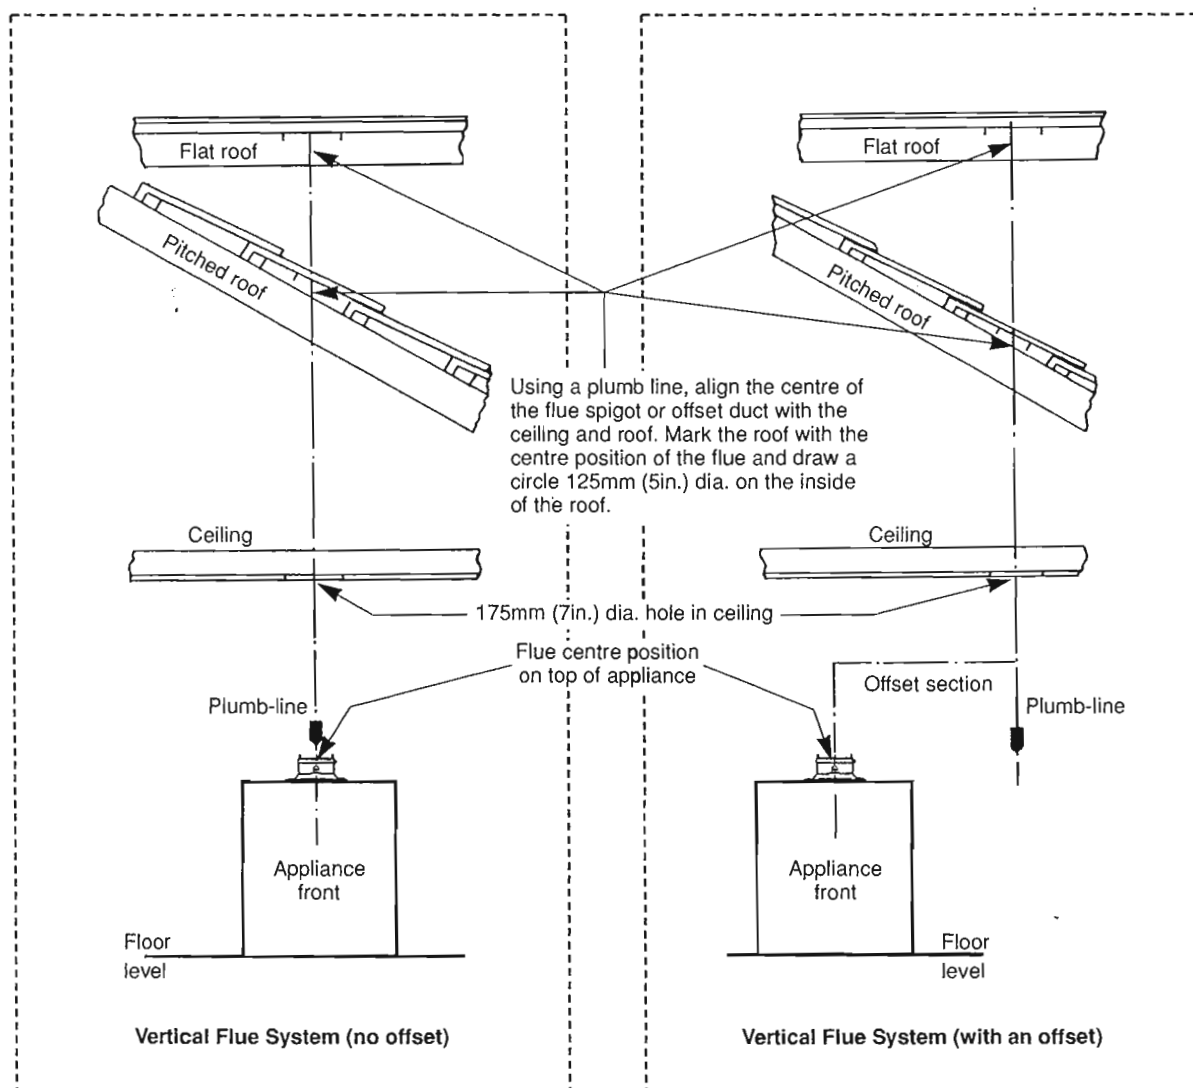 Flat roof
Flat roof
Pitched roof
Pitched roof
Using a plumb line, align the centre of
the flue spigot or offset duct with the
ceiling and roof. Mark the roof with the
centre position of the flue and draw a
circle 125mm (5in.) dia. on the inside
of the roof.
Ceiling
Ceiling
175mm (7in.) dia. hole in ceiling
Flue centre position
on top of appliance
Offset section
Plumb-line
Plumb-line
Appliance
front
Appliance
front
Floor
level
Floor
level
Vertical Flue System (no offset)
Vertical Flue System (with an offset)